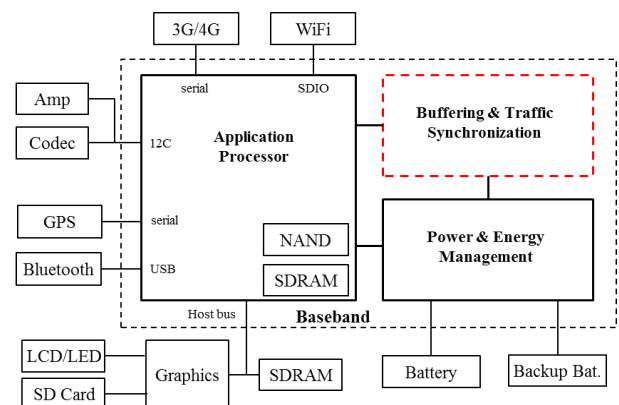 3G/4G
WiFi
serial
SDIO
Amp
Codec
12C
Application
Processor
Buffering & Traffic
Synchronization
GPS
serial
Bluetooth
USB
NAND
SDRAM
Power & Energy
Management
Host bus
Baseband
LCD/LED
SD Card
Graphics
SDRAM
Battery
Backup Bat.